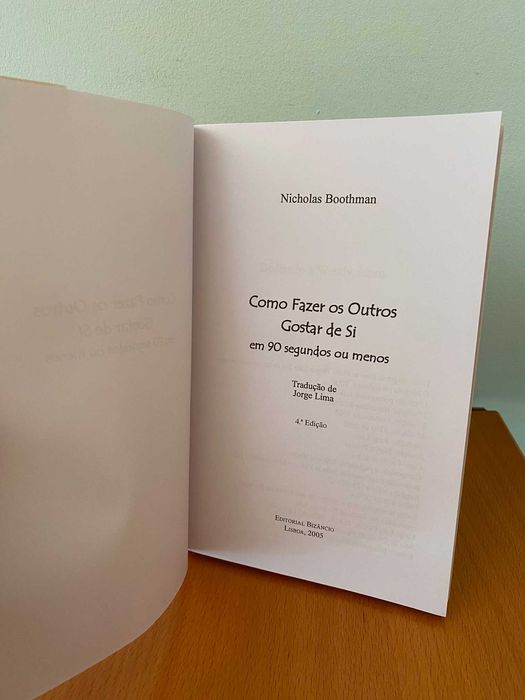 Nicholas Boothman
Como Fazer os Outros
Gostar de Si
em 90 segundos ou menos
Tradução de
Jorge Lima
4.ª Edição
Editorial Bizâncio
Lisboa, 2005